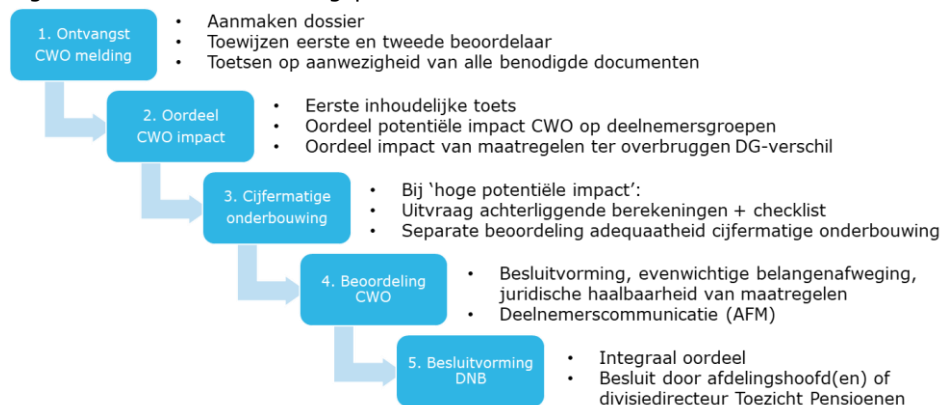 1. Ontvangst
CWO melding
• Aanmaken dossier
• Toewijzen eerste en tweede beoordelaar
• Toetsen op aanwezigheid van alle benodigde documenten
2. Oordeel
CWO impact
• Eerste inhoudelijke toets
• Oordeel potentiële impact CWO op deelnemersgroepen
• Oordeel impact van maatregelen ter overbruggen DG-verschil
3. Cijfermatige
onderbouwing
• Bij ‘hoge potentiële impact’:
• Uitvraag achterliggende berekeningen + checklist
• Separate beoordeling adequaatheid cijfermatige onderbouwing
4. Beoordeling
CWO
• Besluitvorming, evenwichtige belangenafweging,
juridische haalbaarheid van maatregelen
• Deelnemerscommunicatie (AFM)
5. Besluitvorming
DNB
• Integraal oordeel
• Besluit door afdelingshoofd(en) of
divisiedirecteur Toezicht Pensioenen